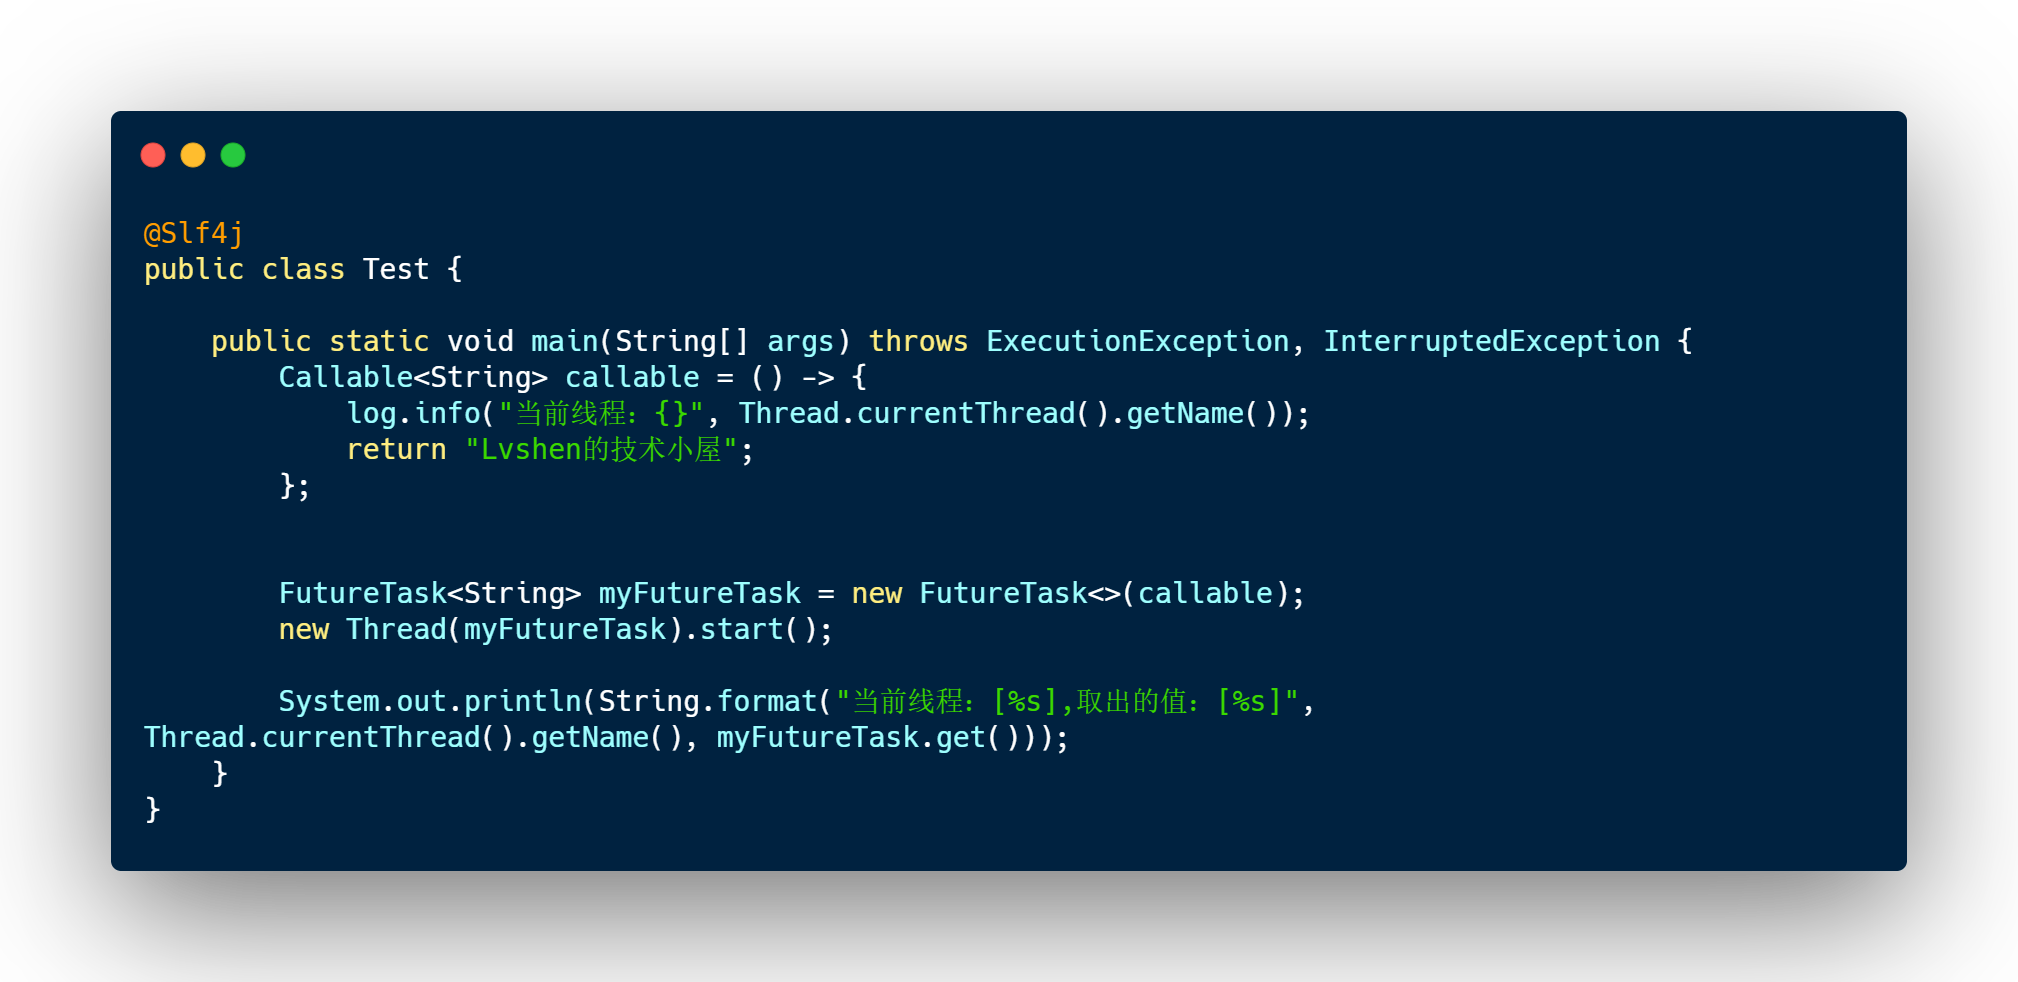 @Slf4j
public class Test {
    public static void main(String[] args) throws ExecutionException, InterruptedException {
        Callable<String> callable = () -> {
            log.info("当前线程：{}", Thread.currentThread().getName());
            return "Lvshen的技术小屋";
        };
        FutureTask<String> myFutureTask = new FutureTask<>(callable);
        new Thread(myFutureTask).start();
        System.out.println(String.format("当前线程：[%s],取出的值：[%s]",
Thread.currentThread().getName(), myFutureTask.get()));
    }
}